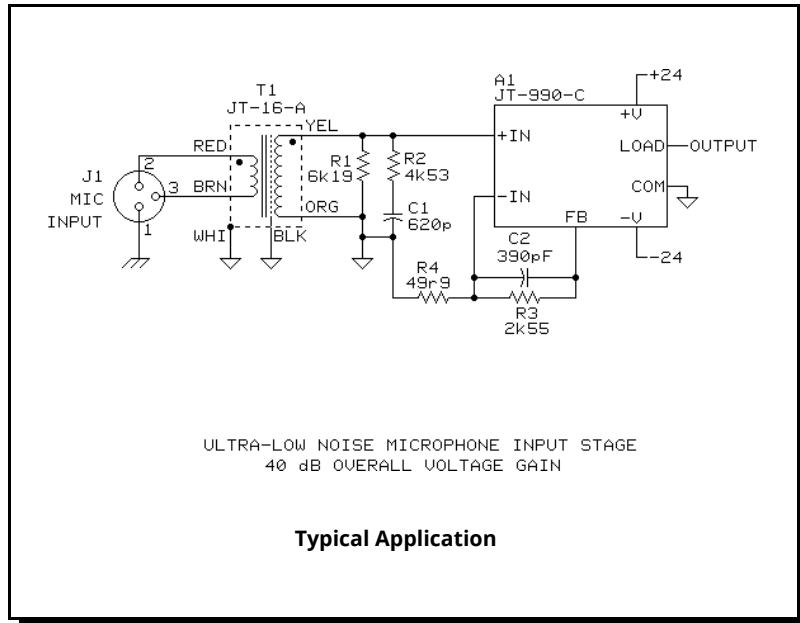 T1
JT-16-A
A1
JT-990-C
+24
+V
YEL
RED
+IN
LOAD
OUTPUT
2
R1
6k19
R2
4k53
J1
MIC
INPUT
3
BRN
-IN
COM
ORG
C1
620p
1
WHI
BLK
FB
-V
C2
390pF
-24
R4
49r9
R3
2k55
ULTRA-LOW NOISE MICROPHONE INPUT STAGE
40 dB OVERALL VOLTAGE GAIN
Typical Application